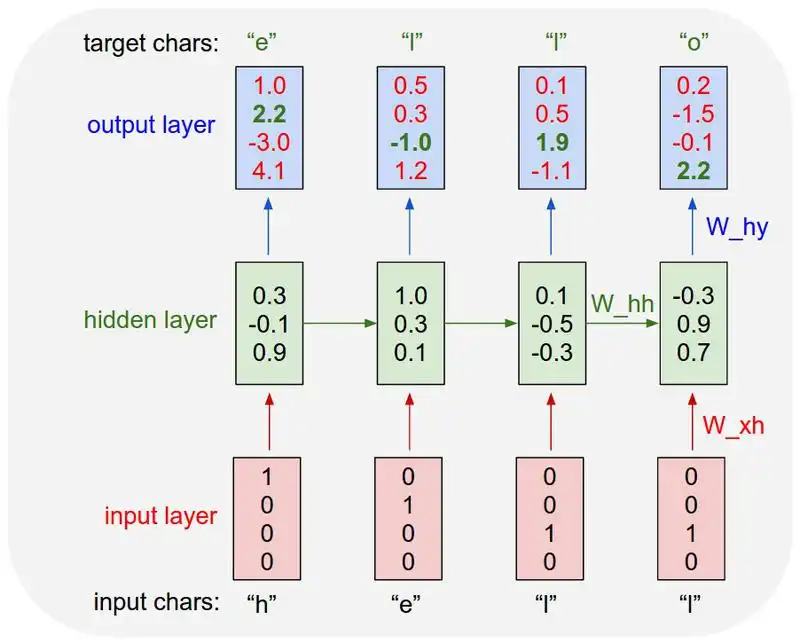 target chars: “e” “l” “l” “o”
output layer
1.0 0.5 0.1 0.2
2.2 0.3 0.5 -1.5
-3.0 -1.0 1.9 -0.1
4.1 1.2 -1.1 2.2
W_hy
hidden layer
0.3 1.0 0.1 -0.3
-0.1 0.3 -0.5 0.9
0.9 0.1 -0.3 0.7
W_hh
W_xh
input layer
1 0 0 0
0 1 0 0
0 0 1 1
0 0 0 0
input chars: “h” “e” “l” “l”